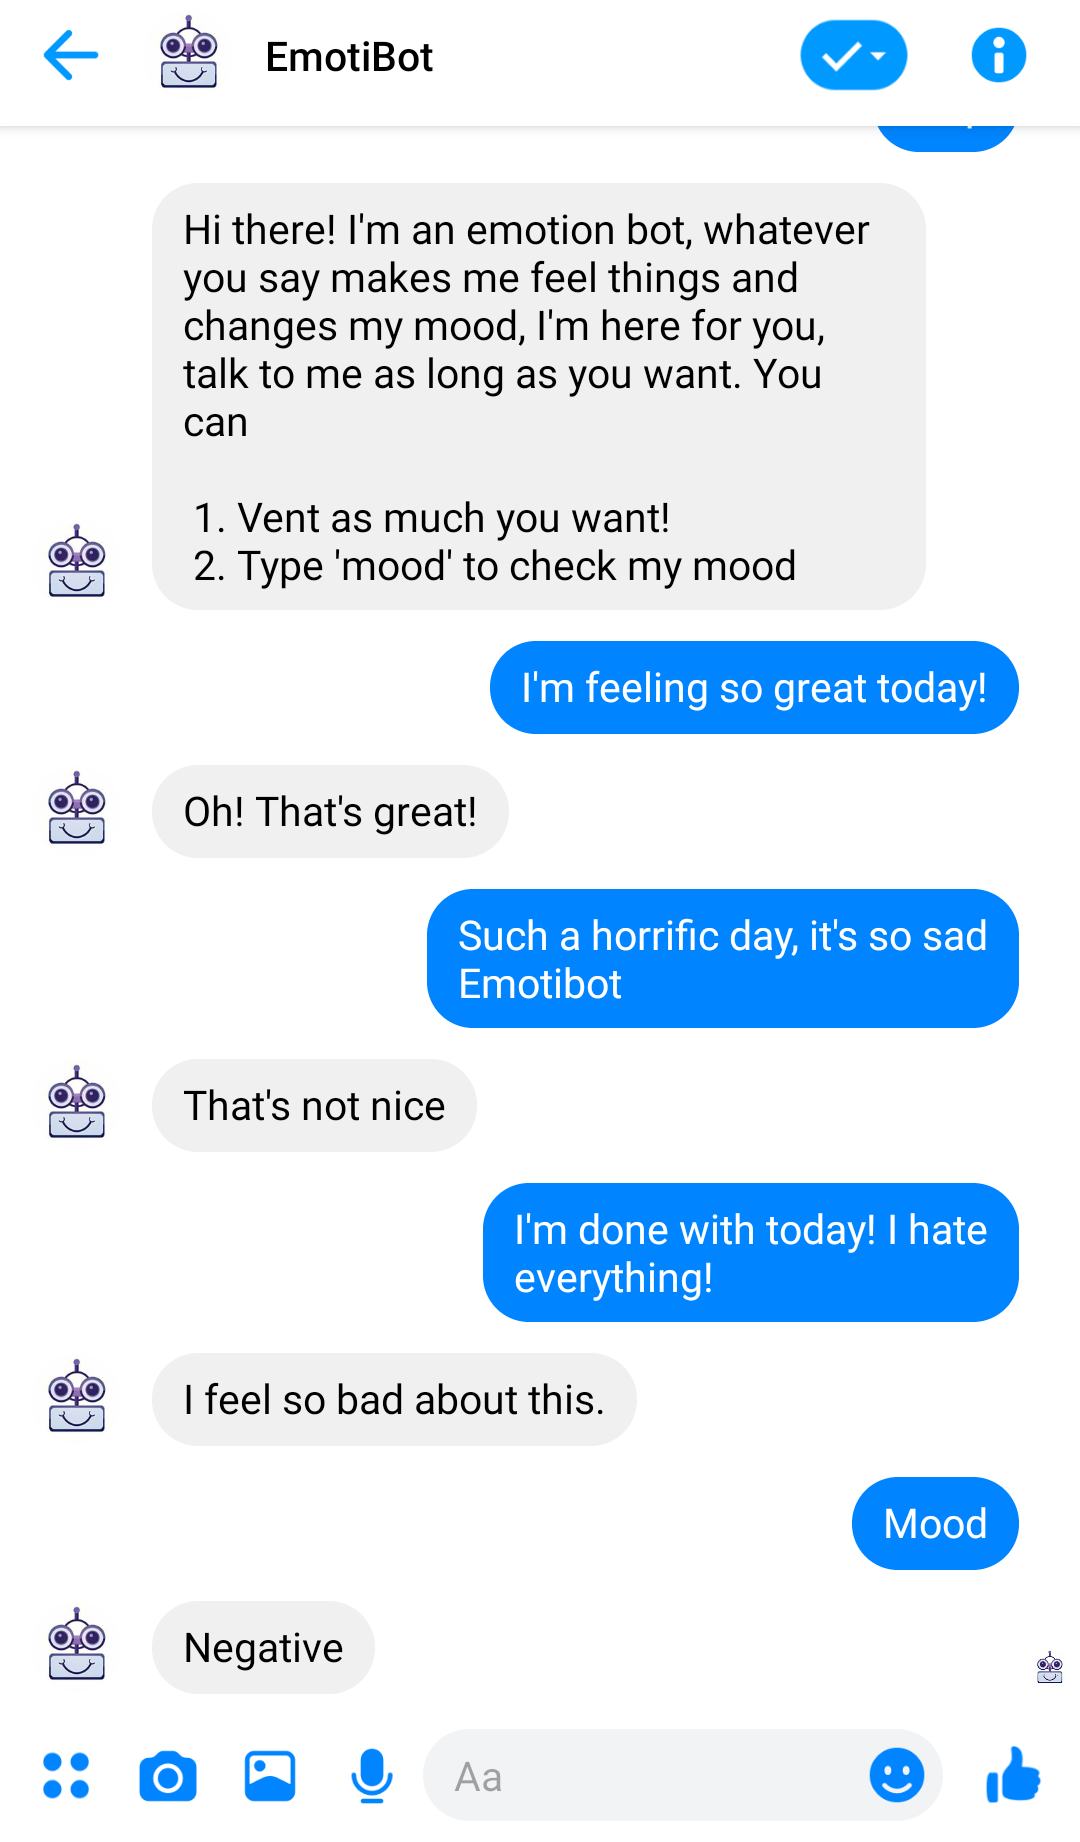 EmotiBot
Hi there! I'm an emotion bot, whatever
you say makes me feel things and
changes my mood, I'm here for you,
talk to me as long as you want. You
can
1. Vent as much you want!
2. Type 'mood' to check my mood
I'm feeling so great today!
Oh! That's great!
Such a horrific day, it's so sad
Emotibot
That's not nice
I'm done with today! I hate
everything!
I feel so bad about this.
Mood
Negative
Aa